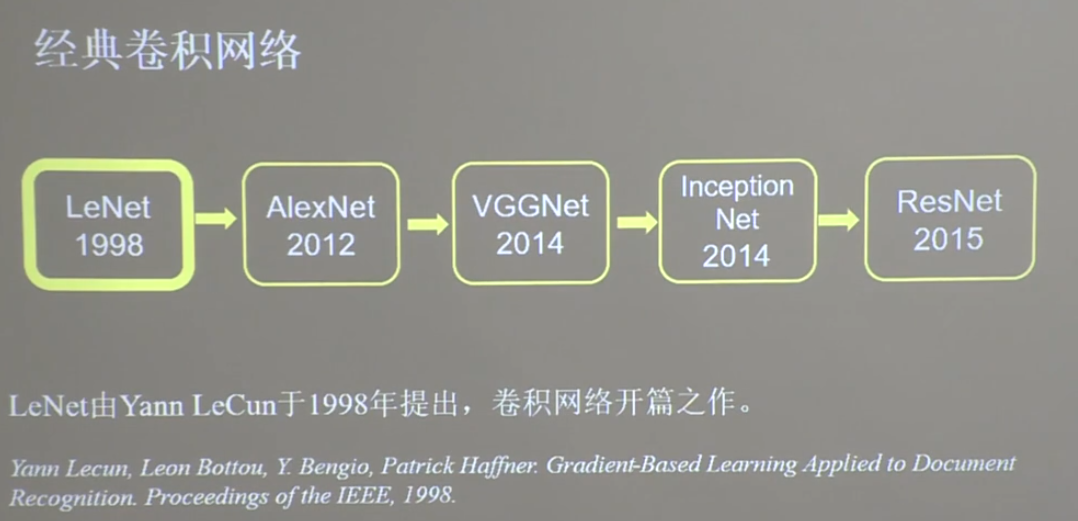 经典卷积网络
LeNet
1998
AlexNet
2012
VGGNet
2014
Inception
Net
2014
ResNet
2015
LeNet由Yann LeCun于1998年提出，卷积网络开篇之作。
Yann Lecun, Leon Bottou, Y. Bengio, Patrick Haffner. Gradient-Based Learning Applied to Document
Recognition. Proceedings of the IEEE, 1998.